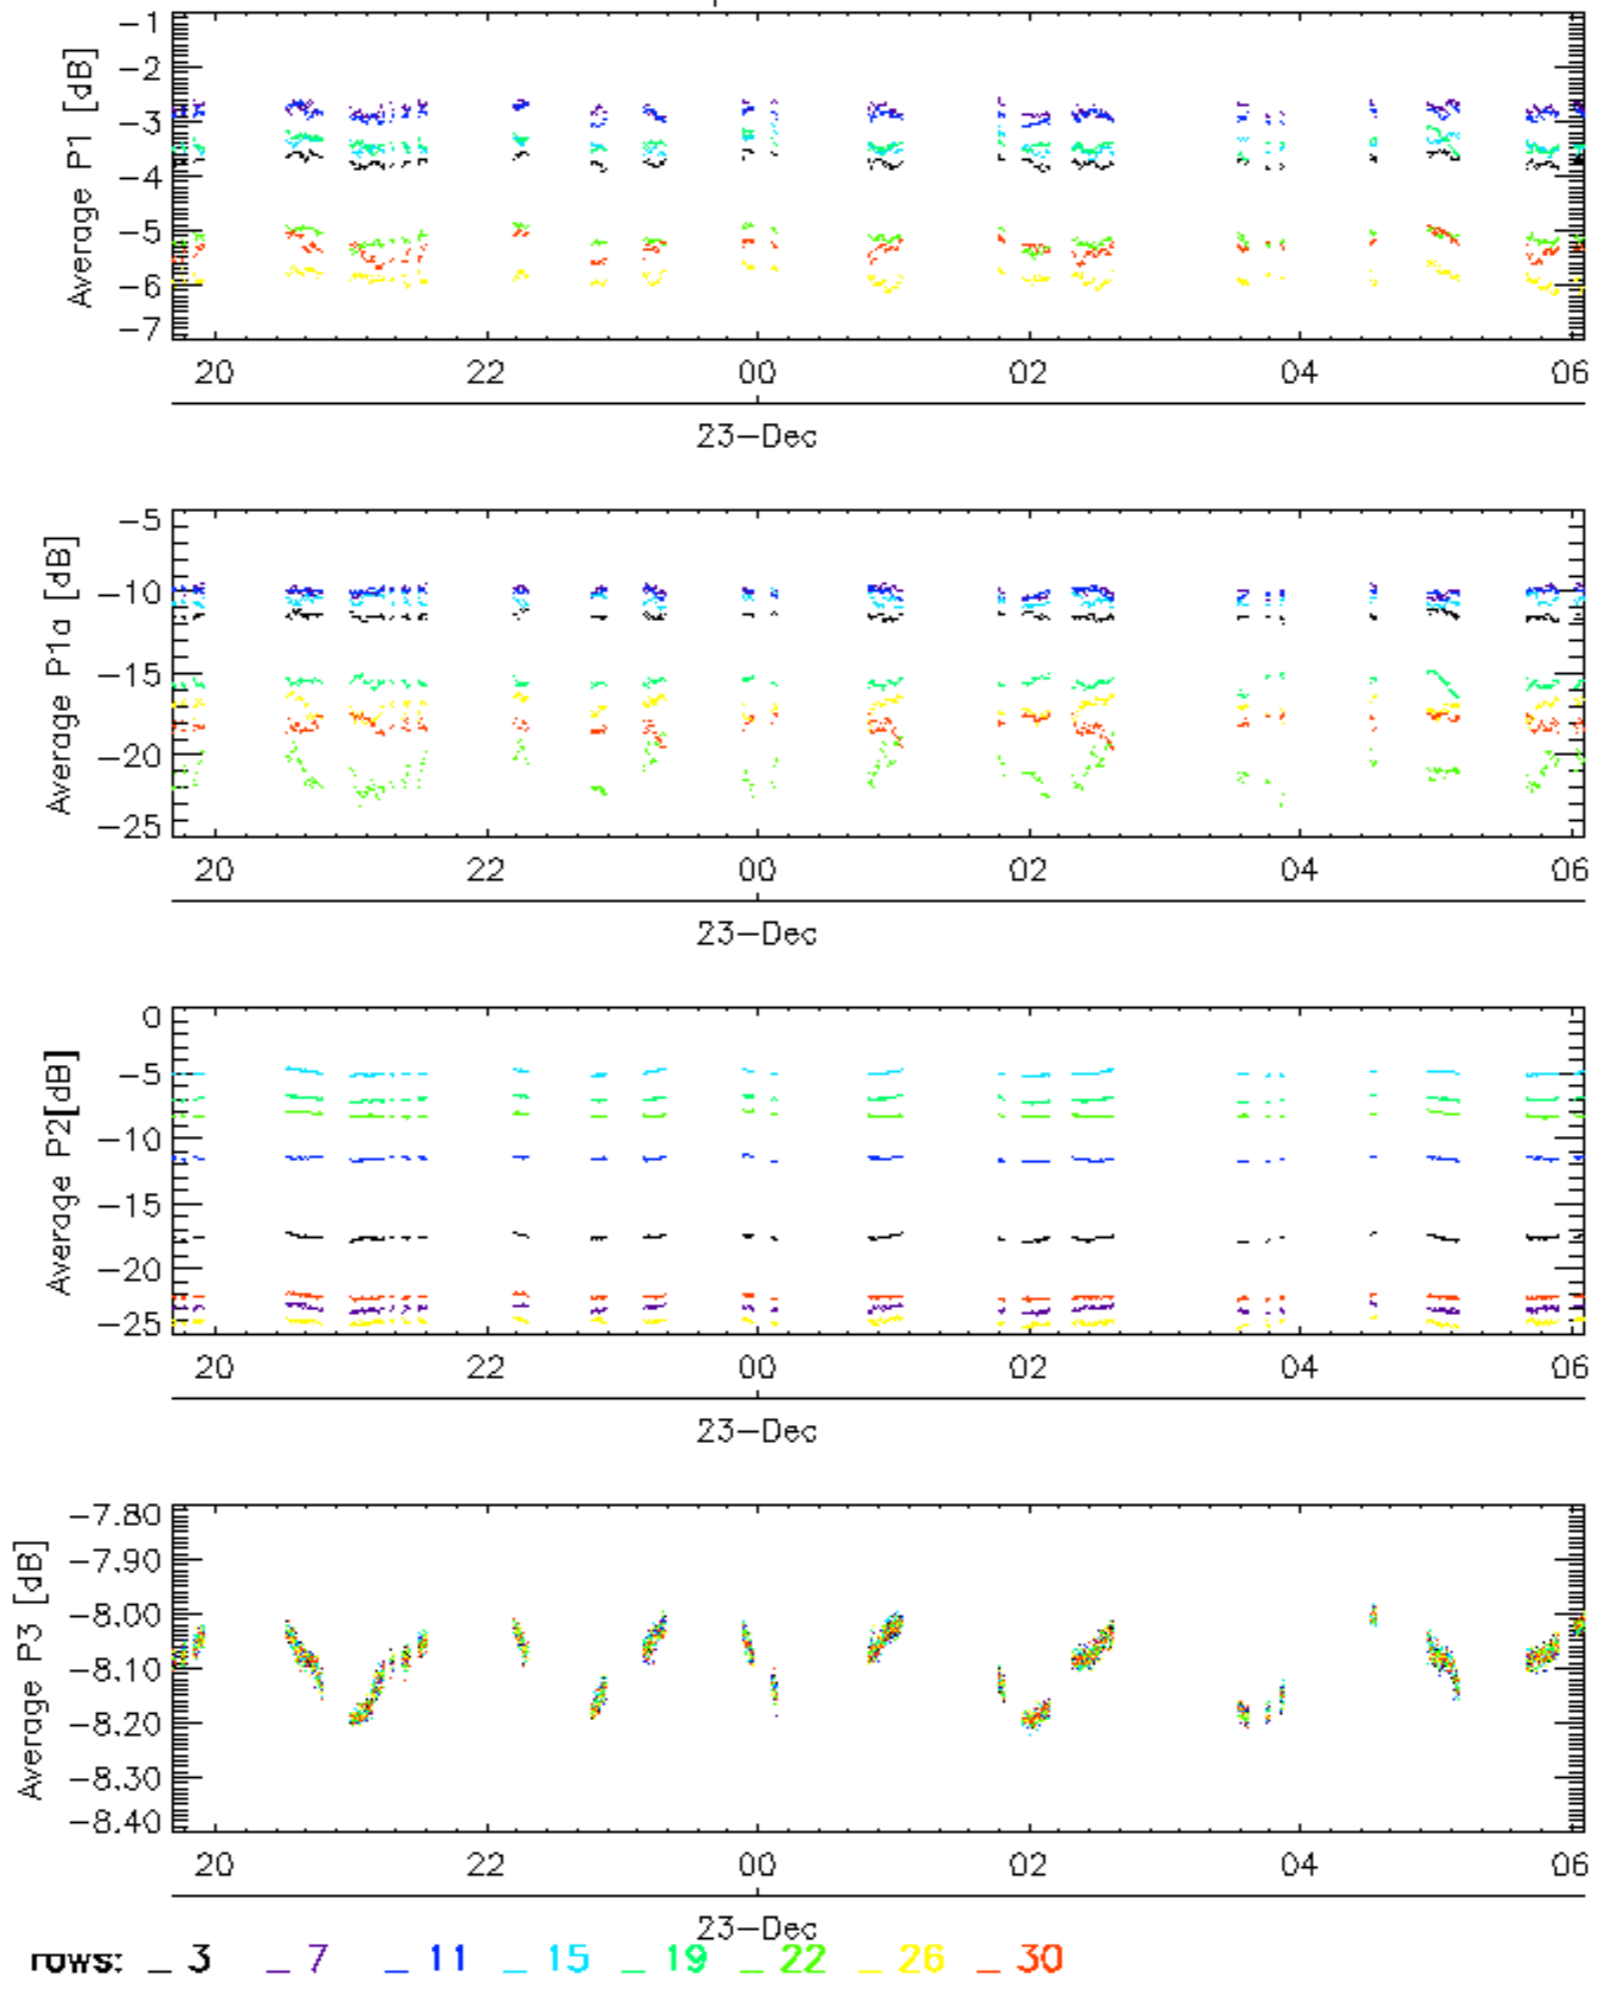 Average P1 [dB]
-1
-2
-3
-4
-5
-6
-7
20 22 00 02 04 06
23-Dec
Average P1a [dB]
-5
-10
-15
-20
-25
20 22 00 02 04 06
23-Dec
Average P2[dB]
0
-5
-10
-15
-20
-25
20 22 00 02 04 06
23-Dec
Average P3 [dB]
-7.80
-7.90
-8.00
-8.10
-8.20
-8.30
-8.40
20 22 00 02 04 06
23-Dec
rows: _ 3 _ 7 _ 11 _ 15 _ 19 _ 22 _ 26 _ 30